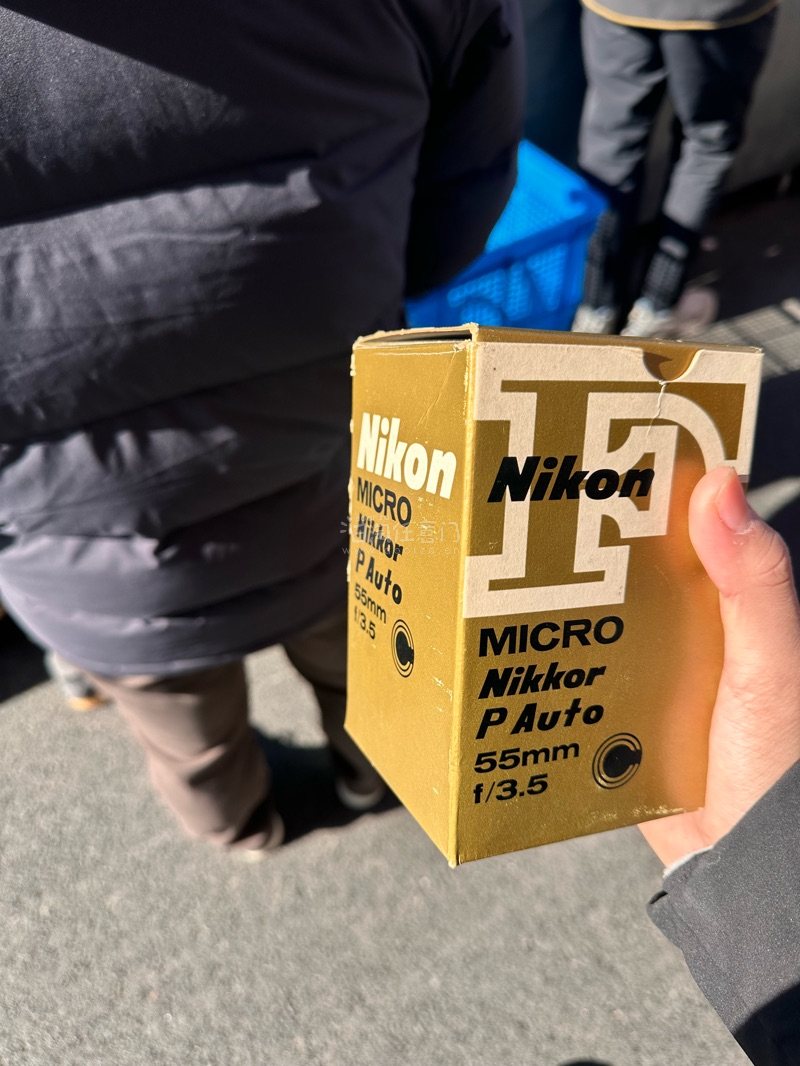 Nikon
MICRO
Nikkor
P Auto
55mm
f/3.5
F
Nikon
MICRO
Nikkor
P Auto
55mm
f/3.5
C